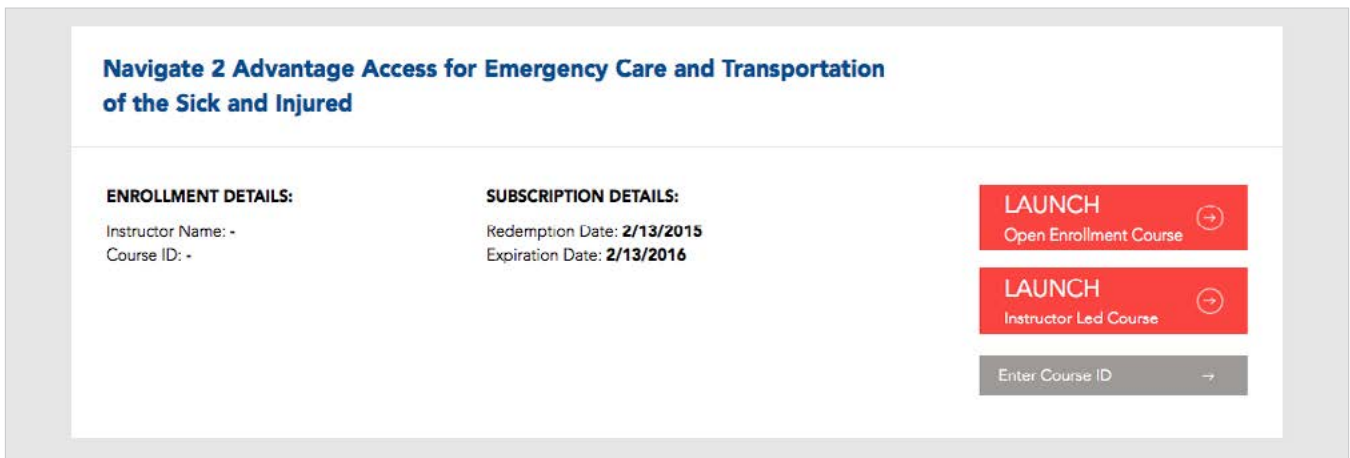 Navigate 2 Advantage Access for Emergency Care and Transportation
of the Sick and Injured
ENROLLMENT DETAILS:
Instructor Name: -
Course ID: -
SUBSCRIPTION DETAILS:
Redemption Date: 2/13/2015
Expiration Date: 2/13/2016
LAUNCH
Open Enrollment Course
LAUNCH
Instructor Led Course
Enter Course ID →